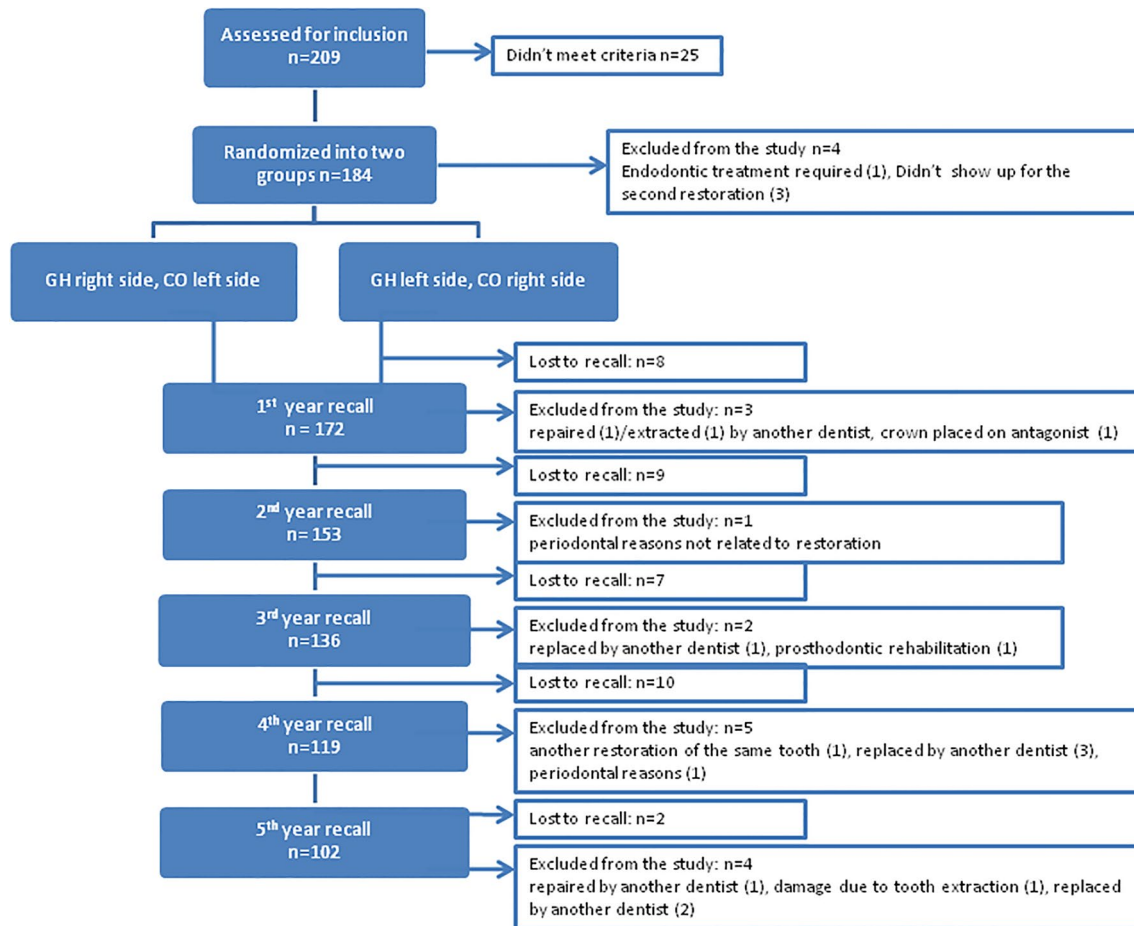 Assessed for inclusion
n=209
Didn't meet criteria n=25
Randomized into two
groups n=184
Excluded from the study n=4
Endodontic treatment required (1), Didn't show up for the
second restoration (3)
GH right side, CO left side
GH left side, CO right side
Lost to recall: n=8
1st year recall
n = 172
Excluded from the study: n=3
repaired (1)/extracted (1) by another dentist, crown placed on antagonist (1)
Lost to recall: n=9
2nd year recall
n= 153
Excluded from the study: n=1
periodontal reasons not related to restoration
Lost to recall: n=7
3rd year recall
n=136
Excluded from the study: n=2
replaced by another dentist (1), prosthodontic rehabilitation (1)
Lost to recall: n=10
4th year recall
n=119
Excluded from the study: n=5
another restoration of the same tooth (1), replaced by another dentist (3),
periodontal reasons (1)
Lost to recall: n=2
5th year recall
n=102
Excluded from the study: n=4
repaired by another dentist (1), damage due to tooth extraction (1), replaced
by another dentist (2)